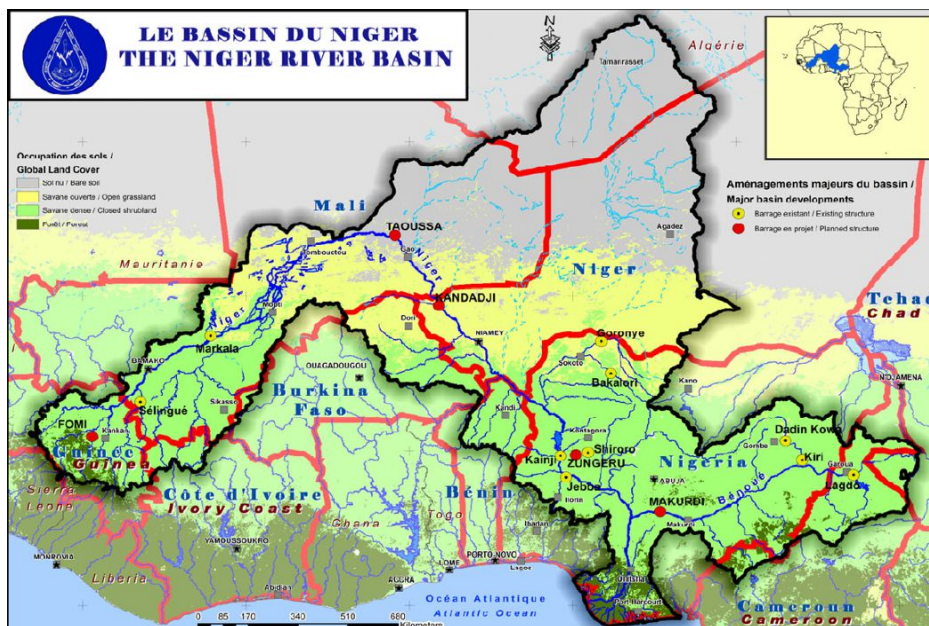 LE BASSIN DU NIGER
THE NIGER RIVER BASIN
Algérie
Tamanrasset
Occupation des sols /
Global Land Cover
Sol nu / Bare soil
Savane ouverte / Open grassland
Savane dense / Closed shrubland
Forêt / Forest
Aménagements majeurs du bassin /
Major basin developments
Barrage existant / Existing structure
Barrage en projet / Planned structure
Mali
TAOUSSA
Agadez
Tombouctou
Gao
Niger
Mauritanie
Niger
KANDADJI
Tchad
Chad
Mopti
Dori
Niger
Markala
NIAMEY
Goronye
Sokoto
BAMAKO
OUAGADOUGOU
Bakalori
Kano
N'DJAMENA
Burkina
Faso
Sélingué
Sikasso
Kandi
FOMI
Kankan
Kontagora
Dadin Kowa
Gombe
Guinée
Guinea
Kainji
Shiroro
ZUNGERU
Nigeria
Kiri
Garoua
Lagdo
Jebba
ABUJA
Bénoué
Sierra
Leone
Côte d'Ivoire
Ivory Coast
Bénin
Ilorin
MAKURDI
Makurdi
Ghana
Togo
Ibadan
YAMOUSSOUKRO
MONROVIA
PORTO-NOVO
Lagos
Onitsha
LOME
Liberia
ACCRA
Abidjan
Port Harcourt
Océan Atlantique
Atlantic Ocean
Cameroun
Cameroon
0 85 170 340 510 680
Kilometers